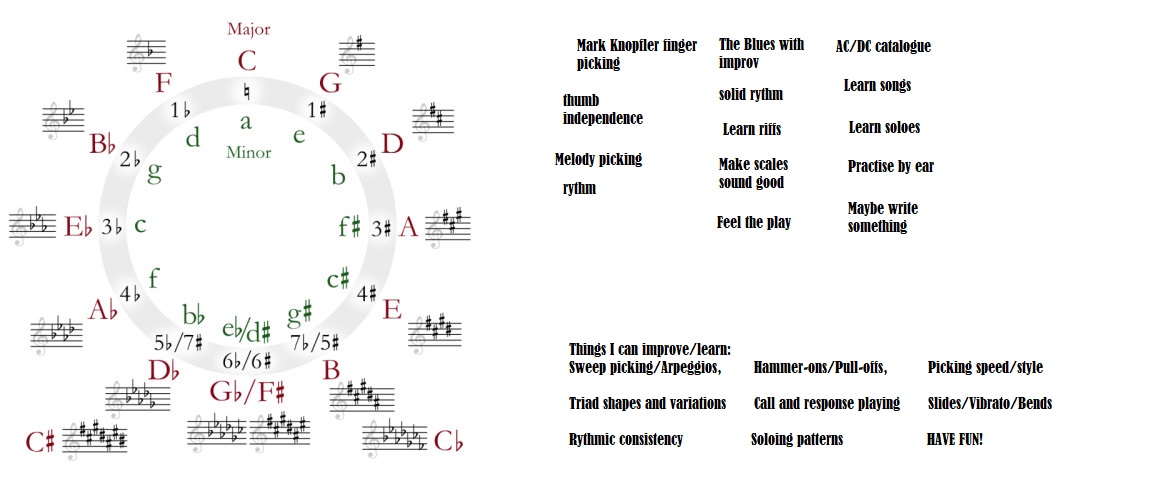 Major
C
F
G
1♭
♮
1#
B♭
d
a
e
D
Minor
2♭
2#
g
b
E♭
3♭
c
f#
3#
A
f
c#
A♭
4♭
4#
E
b♭
e♭/d#
g#
5♭/7#
7♭/5#
6♭/6#
D♭
B
G♭/F#
C#
C♭
Mark Knopfler finger
picking
thumb
independence
Melody picking
rythm
The Blues with
improv
solid rythm
Learn riffs
Make scales
sound good
Feel the play
AC/DC catalogue
Learn songs
Learn soloes
Practise by ear
Maybe write
something
Things I can improve/learn:
Sweep picking/Arpeggios, Hammer-ons/Pull-offs, Picking speed/style
Triad shapes and variations Call and response playing Slides/Vibrato/Bends
Rythmic consistency Soloing patterns HAVE FUN!